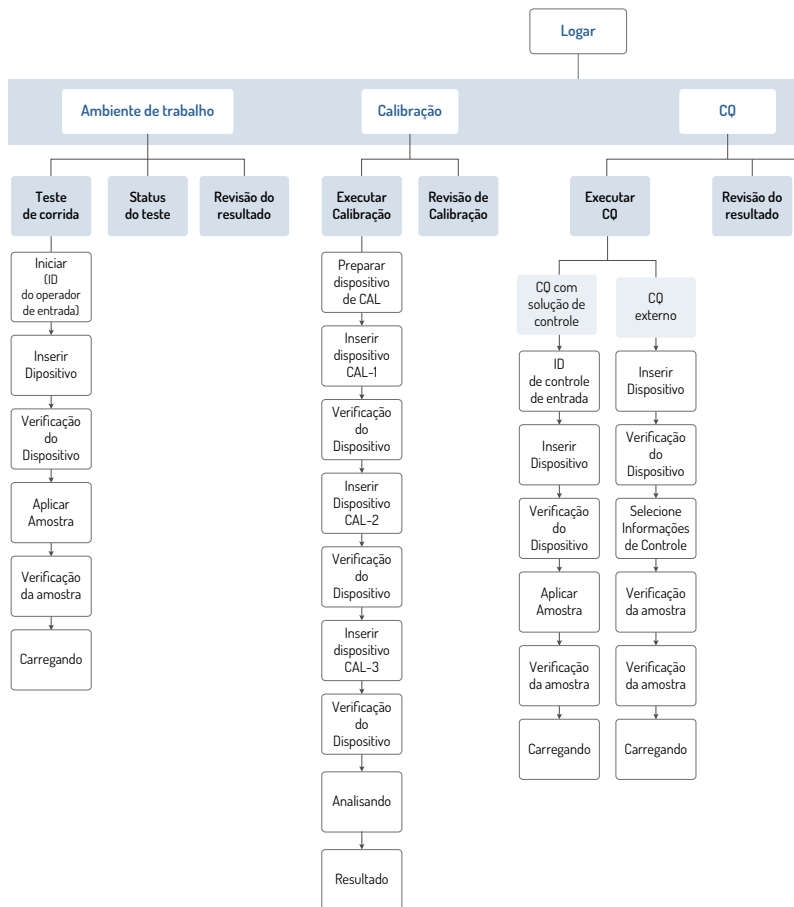 Logar
Ambiente de trabalho
Calibração
CQ
Teste
de corrida
Status
do teste
Revisão do
resultado
Executar
Calibração
Revisão de
Calibração
Executar
CQ
Revisão do
resultado
Iniciar
(ID
do operador
de entrada)
Inserir
Dipositivo
Verificação
do
Dispositivo
Aplicar
Amostra
Verificação
da amostra
Carregando
Preparar
dispositivo
de CAL
Inserir
dispositivo
CAL-1
Verificação
do
Dispositivo
Inserir
Dispositivo
CAL-2
Verificação
do
Dispositivo
Inserir
dispositivo
CAL-3
Verificação
do
Dispositivo
Analisando
Resultado
CQ com
solução de
controle
ID
de controle
de entrada
Inserir
Dispositivo
Verificação
do
Dispositivo
Aplicar
Amostra
Verificação
da amostra
Carregando
CQ
externo
Inserir
Dispositivo
Verificação
do
Dispositivo
Selecione
Informações
de Controle
Verificação
da amostra
Verificação
da amostra
Carregando